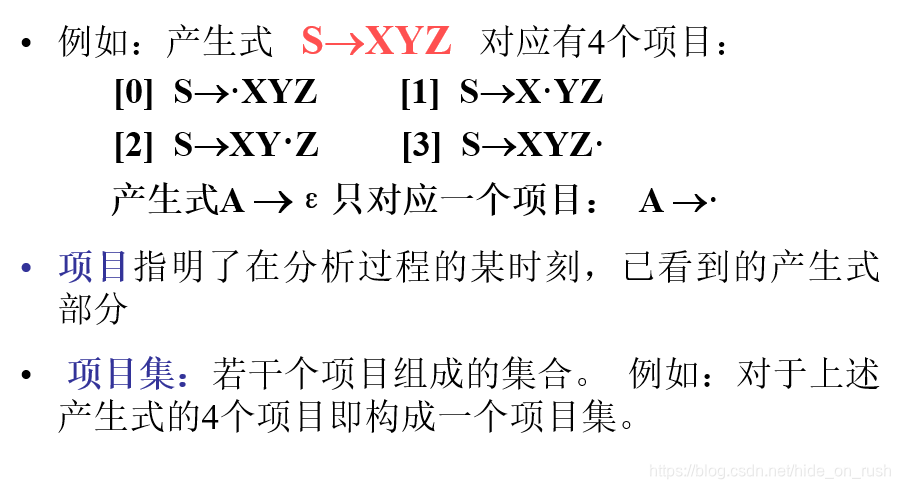 • 例如：产生式 S→XYZ 对应有4个项目：
[0] S→·XYZ [1] S→X·YZ
[2] S→XY·Z [3] S→XYZ·
产生式A → ε 只对应一个项目： A →·
• 项目指明了在分析过程的某时刻，已看到的产生式
部分
• 项目集：若干个项目组成的集合。 例如：对于上述
产生式的4个项目即构成一个项目集。
https://blog.csdn.net/hide_on_rush